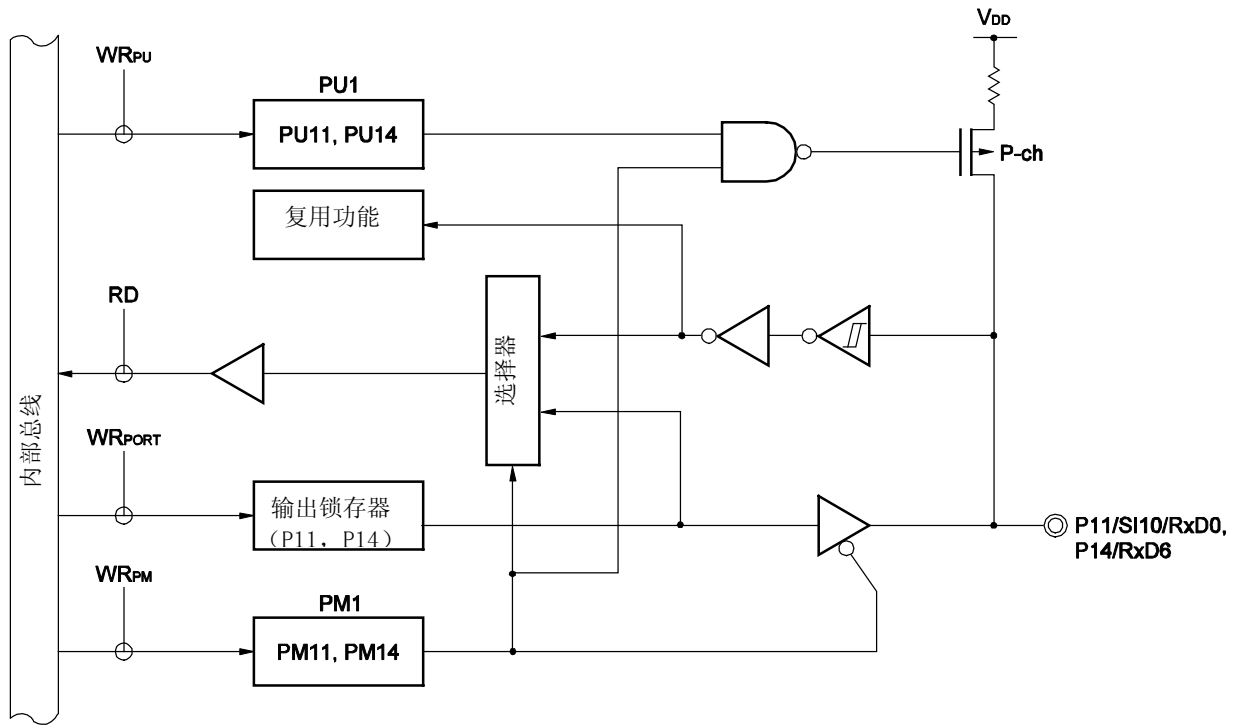 VDD
WRPU
PU1
PU11, PU14
P-ch
复用功能
RD
选择器
内部总线
WRPORT
输出锁存器
(P11, P14)
P11/SI10/RxD0,
P14/RxD6
WRPM
PM1
PM11, PM14